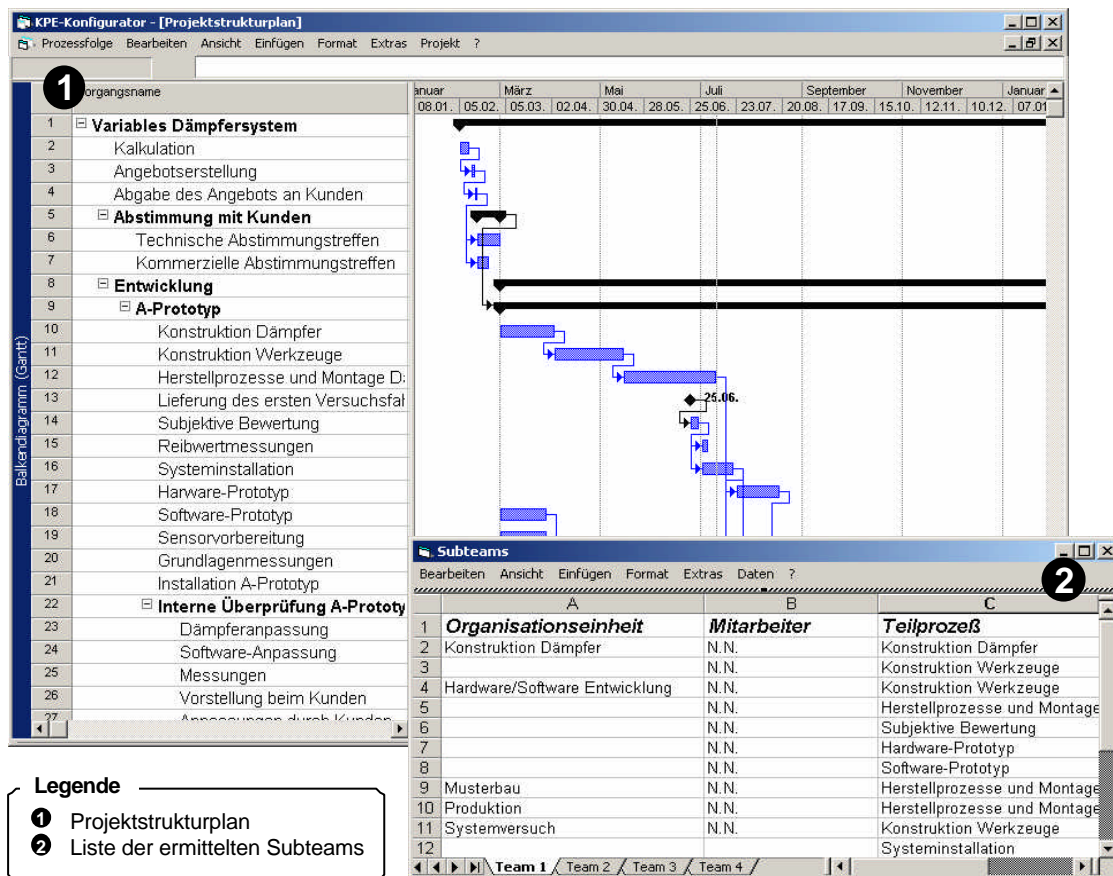 KPE-Konfigurator - [Projektstrukturplan]
Prozessfolge Bearbeiten Ansicht Einfügen Format Extras Projekt ?
1
organgsname
anuar März Mai Juli September November Januar
08.01. 05.02. 05.03. 02.04. 30.04. 28.05. 25.06. 23.07. 20.08. 17.09. 15.10. 12.11. 10.12. 07.01
Balkendiagramm (Gantt)
1 Variables Dämpfersystem
2 Kalkulation
3 Angebotserstellung
4 Abgabe des Angebots an Kunden
5 Abstimmung mit Kunden
6 Technische Abstimmungstreffen
7 Kommerzielle Abstimmungstreffen
8 Entwicklung
9 A-Prototyp
10 Konstruktion Dämpfer
11 Konstruktion Werkzeuge
12 Herstellprozesse und Montage D
13 Lieferung des ersten Versuchsfal
25.06.
14 Subjektive Bewertung
15 Reibwertmessungen
16 Systeminstallation
17 Harware-Prototyp
18 Software-Prototyp
19 Sensorvorbereitung
20 Grundlagenmessungen
21 Installation A-Prototyp
22 Interne Überprüfung A-Prototy
23 Dämpferanpassung
24 Software-Anpassung
25 Messungen
26 Vorstellung beim Kunden
27 Anpassungen durch Kunden
Subteams
Bearbeiten Ansicht Einfügen Format Extras Daten ?
2
A B C
1 Organisationseinheit Mitarbeiter Teilprozeß
2 Konstruktion Dämpfer N.N. Konstruktion Dämpfer
3 N.N. Konstruktion Werkzeuge
4 Hardware/Software Entwicklung N.N. Konstruktion Werkzeuge
5 N.N. Herstellprozesse und Montage
6 N.N. Subjektive Bewertung
7 N.N. Hardware-Prototyp
8 N.N. Software-Prototyp
9 Musterbau N.N. Herstellprozesse und Montage
10 Produktion N.N. Herstellprozesse und Montage
11 Systemversuch N.N. Konstruktion Werkzeuge
12 Systeminstallation
Team 1 Team 2 Team 3 Team 4
Legende
1 Projektstrukturplan
2 Liste der ermittelten Subteams